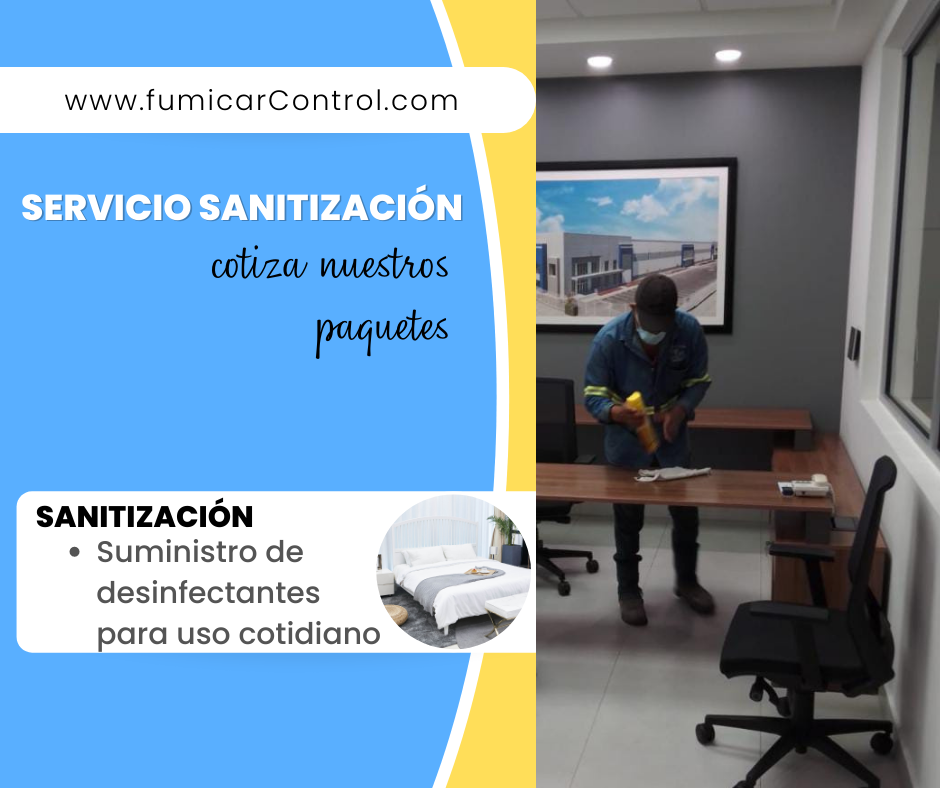 www.fumicarControl.com
SERVICIO SANITIZACIÓN
cotiza nuestros
paquetes
SANITIZACIÓN
• Suministro de
desinfectantes
para uso cotidiano